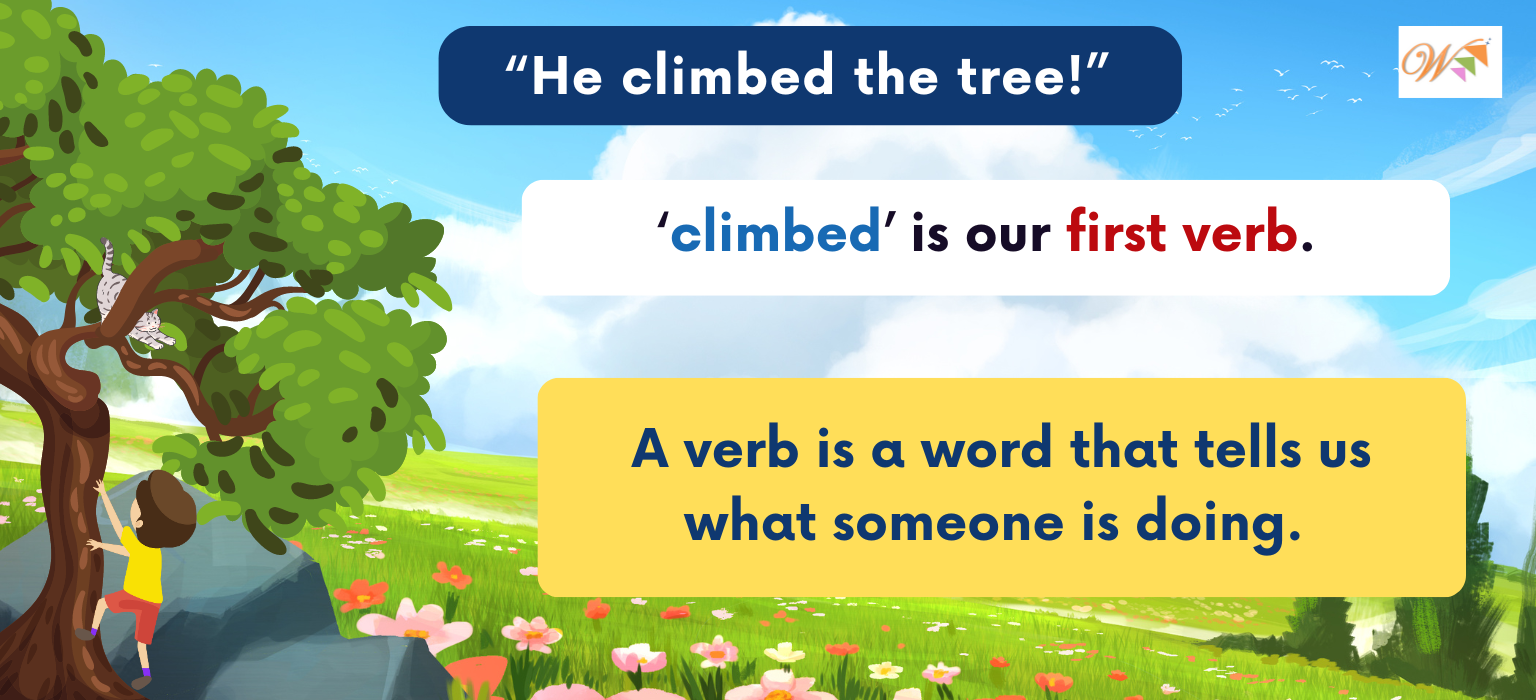 “He climbed the tree!”
‘climbed’ is our first verb.
A verb is a word that tells us
what someone is doing.
W